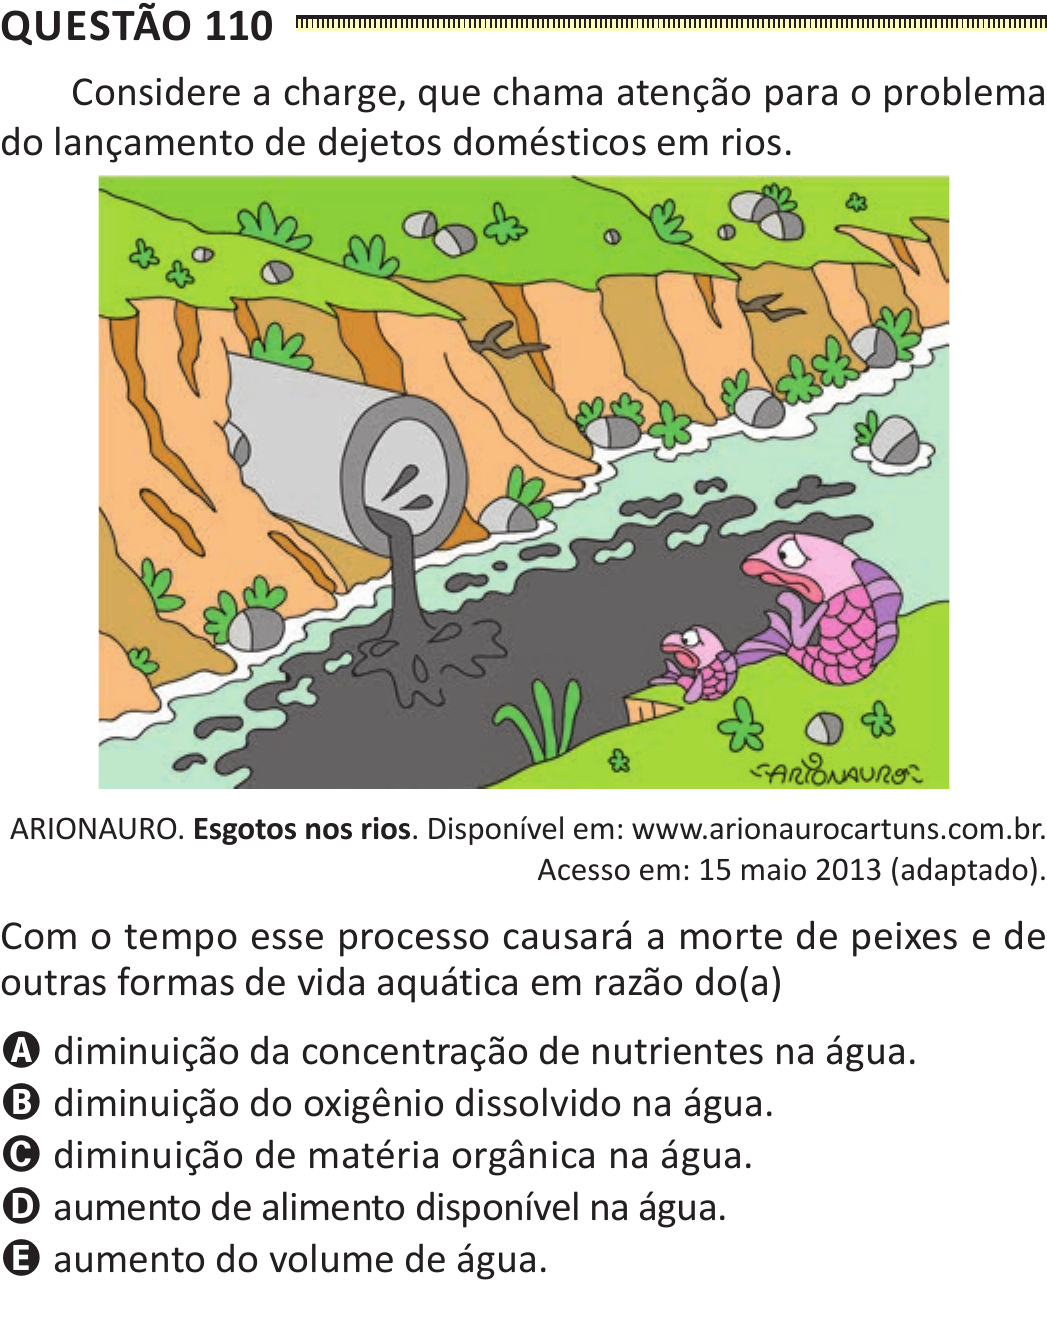 QUESTÃO 110
Considere a charge, que chama atenção para o problema
do lançamento de dejetos domésticos em rios.
ARIONAURO
ARIONAURO. Esgotos nos rios. Disponível em: www.arionaurocartuns.com.br.
Acesso em: 15 maio 2013 (adaptado).
Com o tempo esse processo causará a morte de peixes e de
outras formas de vida aquática em razão do(a)
A diminuição da concentração de nutrientes na água.
B diminuição do oxigênio dissolvido na água.
C diminuição de matéria orgânica na água.
D aumento de alimento disponível na água.
E aumento do volume de água.